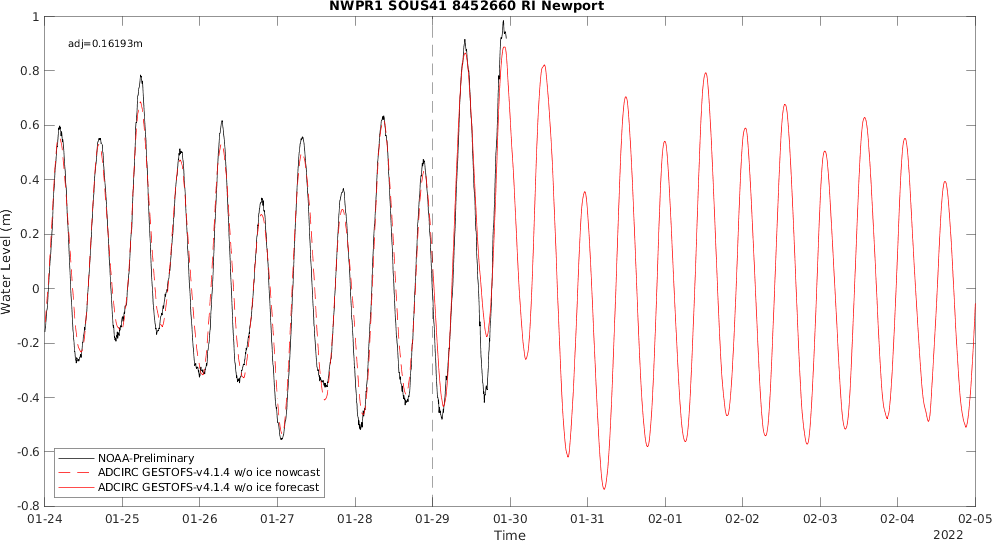 NWPR1 SOUS41 8452660 RI Newport
1
adj=0.16193m
0.8
0.6
0.4
0.2
0
-0.2
-0.4
-0.6
-0.8
Water Level (m)
NOAA-Preliminary
ADCIRC GESTOFS-v4.1.4 w/o ice nowcast
ADCIRC GESTOFS-v4.1.4 w/o ice forecast
01-24 01-25 01-26 01-27 01-28 01-29 01-30 01-31 02-01 02-02 02-03 02-04 02-05
Time
2022